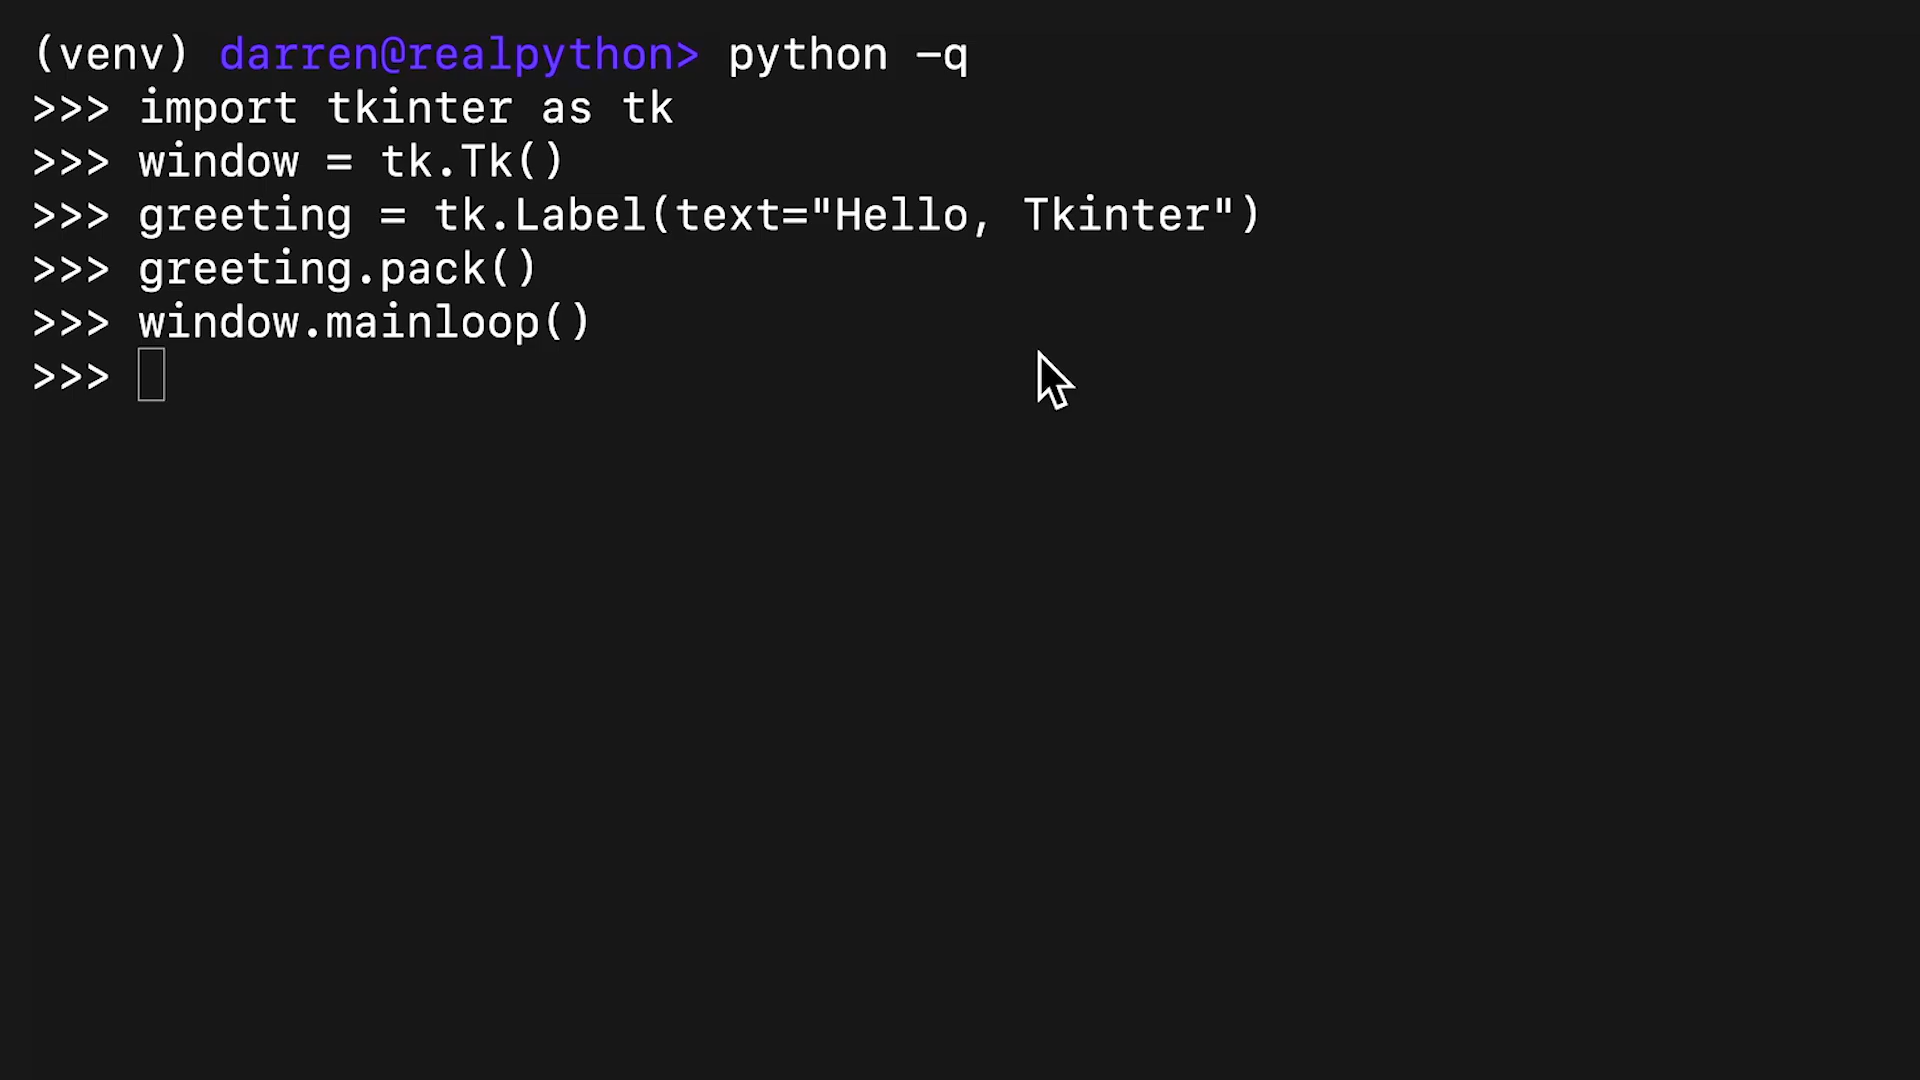 (venv) darren@realpython> python -q
>>> import tkinter as tk
>>> window = tk.Tk()
>>> greeting = tk.Label(text="Hello, Tkinter")
>>> greeting.pack()
>>> window.mainloop()
>>>